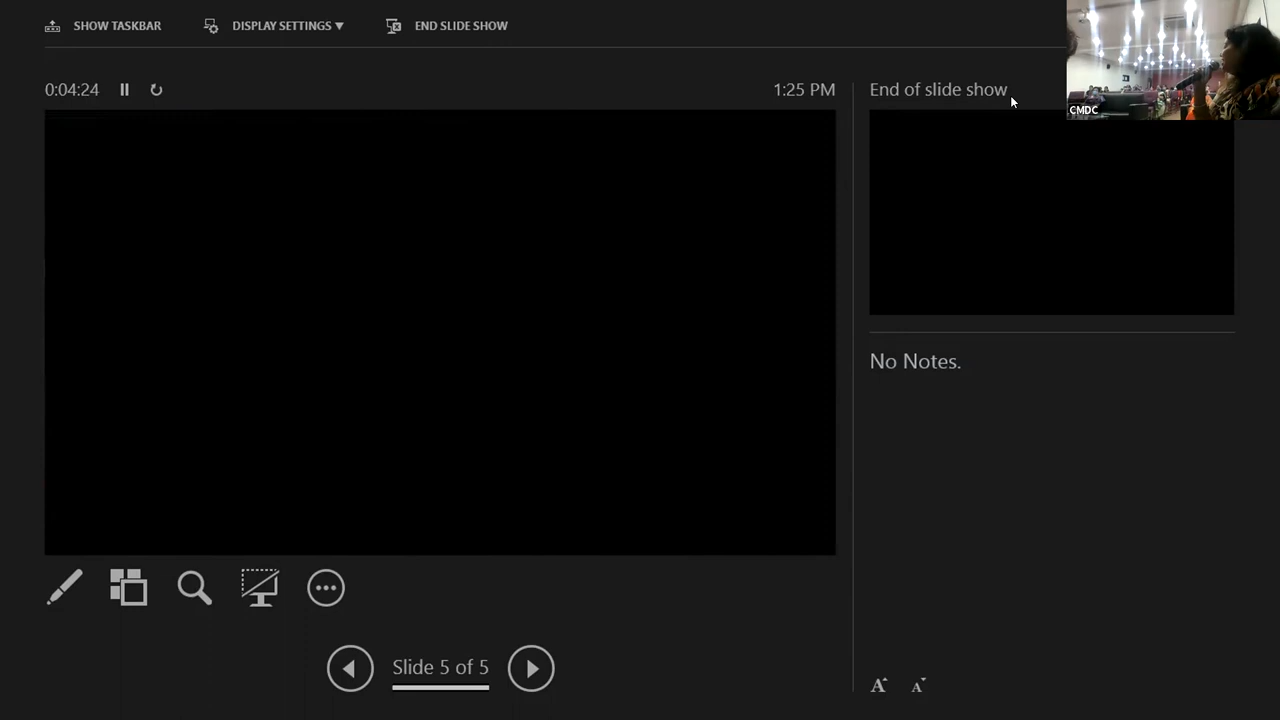 SHOW TASKBAR
DISPLAY SETTINGS ▼
END SLIDE SHOW
0:04:24
1:25 PM
End of slide show
CMDC
No Notes.
Slide 5 of 5
A A